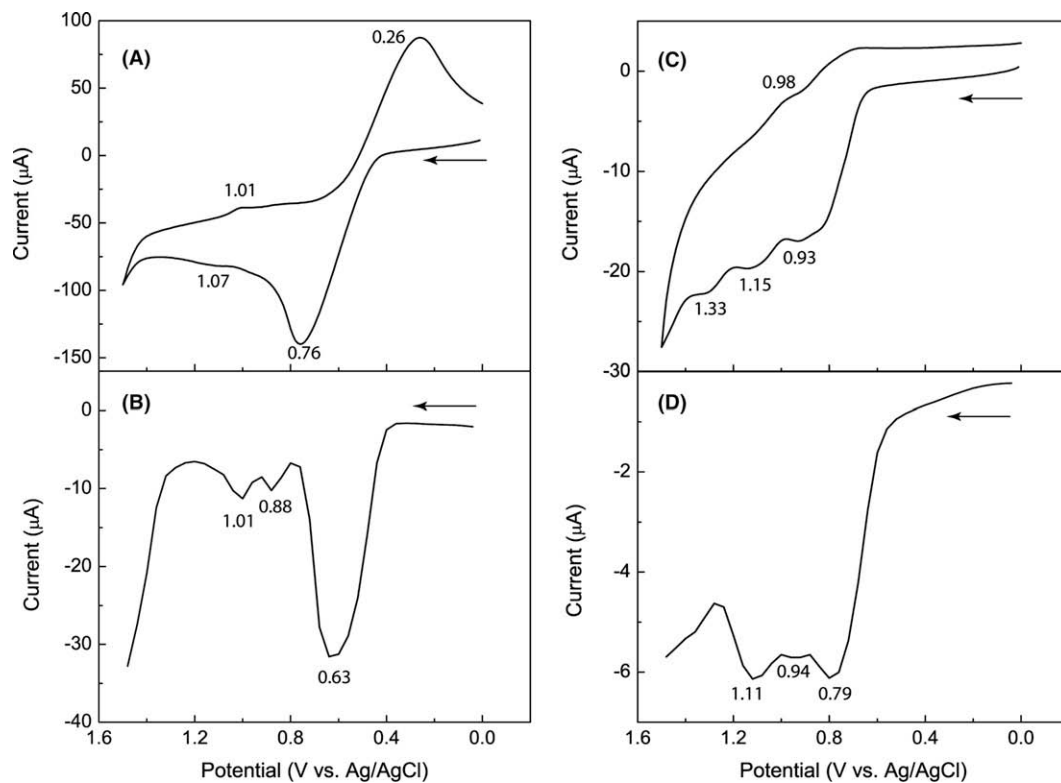 (A)
100
50
0
-50
-100
-150
Current (µA)
0.26
1.01
1.07
0.76
(B)
0
-10
-20
-30
-40
Current (µA)
1.01
0.88
0.63
1.6 1.2 0.8 0.4 0.0
Potential (V vs. Ag/AgCl)
(C)
0
-10
-20
-30
Current (µA)
0.98
0.93
1.15
1.33
(D)
-2
-4
-6
Current (µA)
1.11
0.94
0.79
1.6 1.2 0.8 0.4 0.0
Potential (V vs. Ag/AgCl)